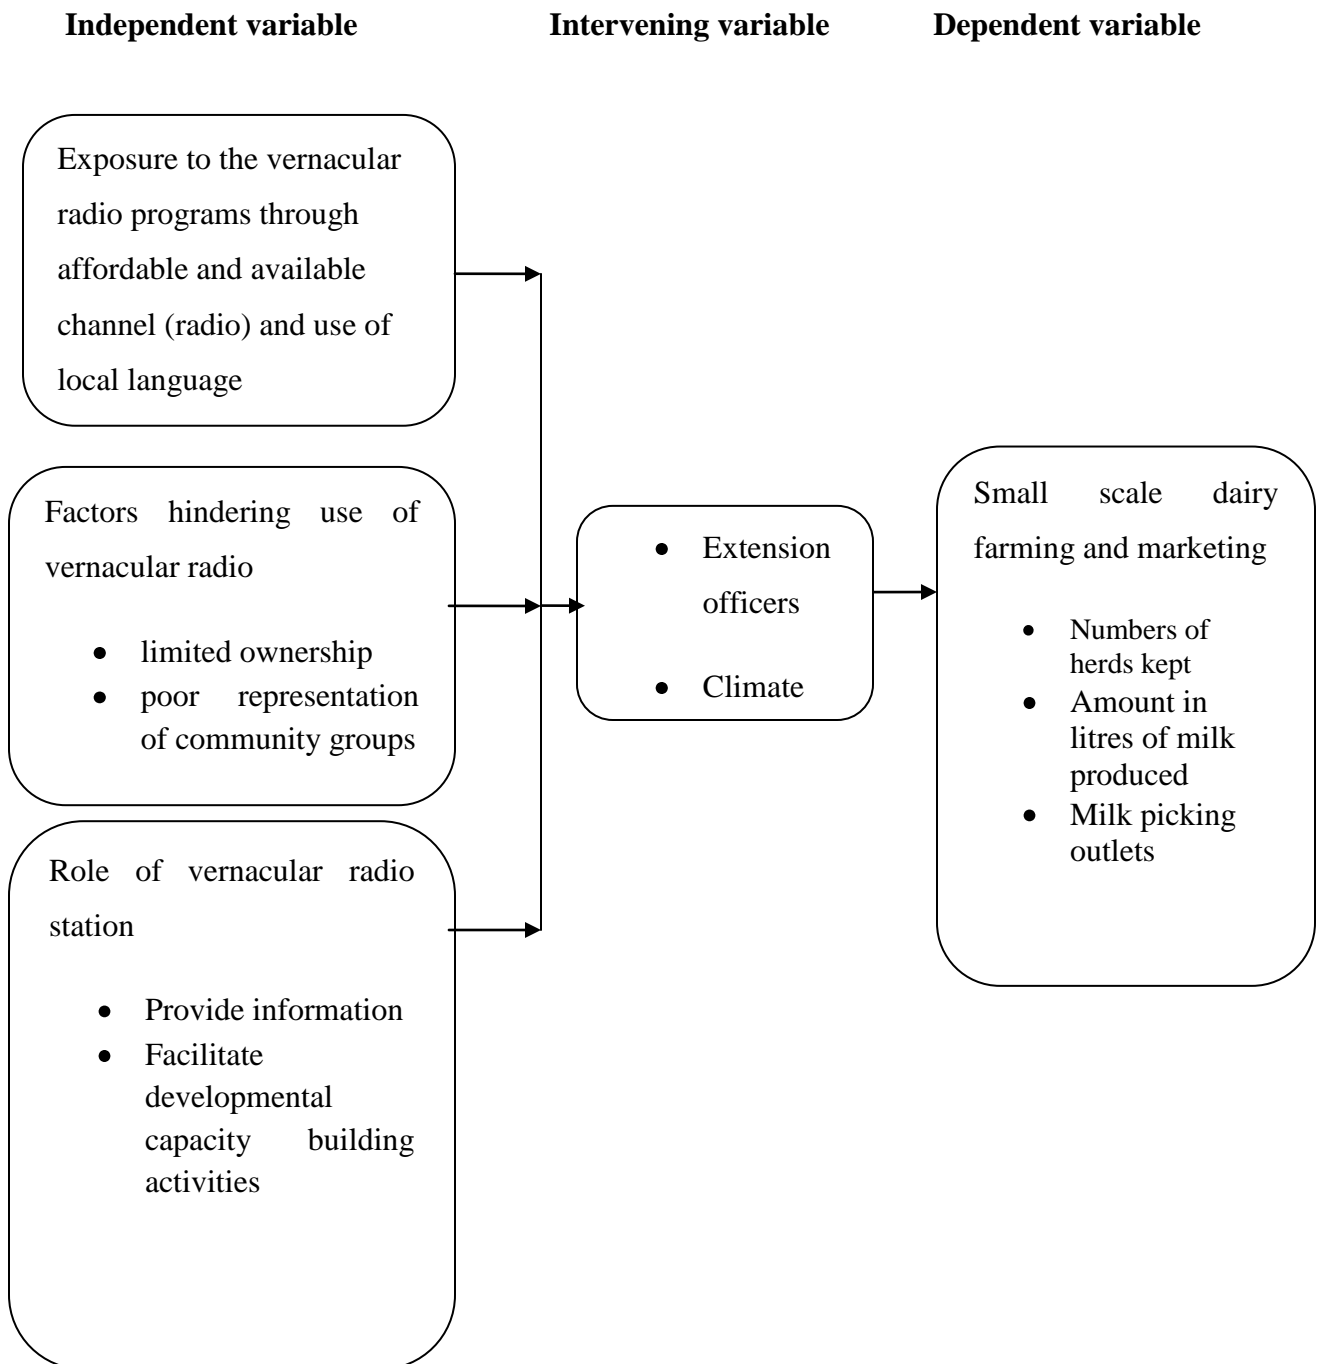 Independent variable Intervening variable Dependent variable
Exposure to the vernacular
radio programs through
affordable and available
channel (radio) and use of
local language
Factors hindering use of
vernacular radio
• limited ownership
• poor representation
of community groups
Role of vernacular radio
station
• Provide information
• Facilitate
developmental
capacity building
activities
• Extension
officers
• Climate
Small scale dairy
farming and marketing
• Numbers of
herds kept
• Amount in
litres of milk
produced
• Milk picking
outlets